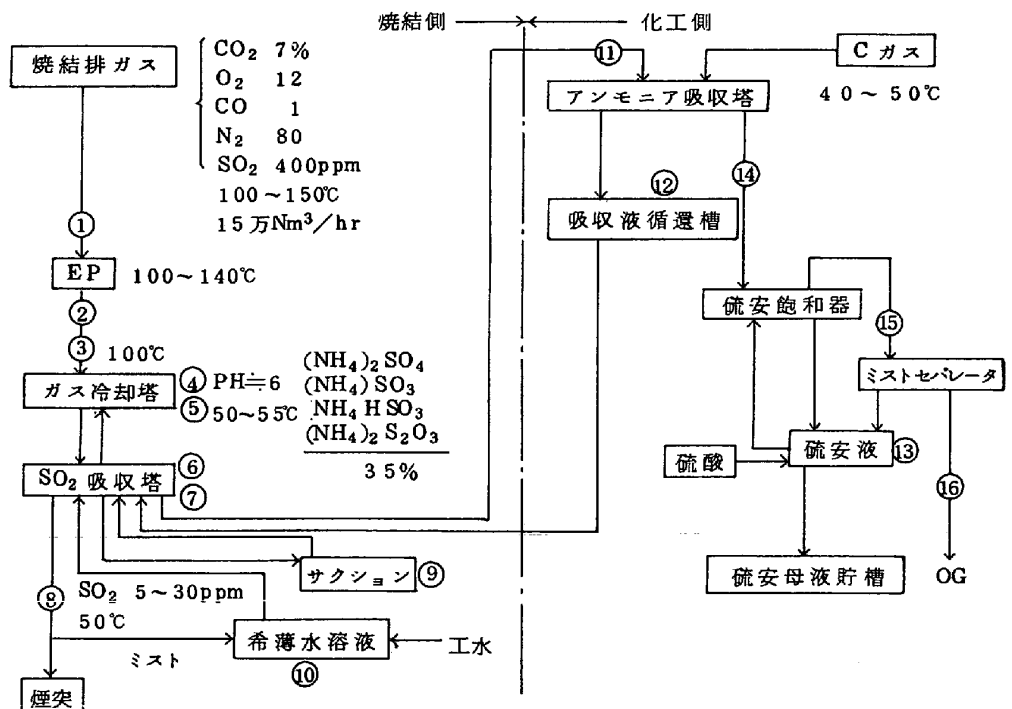 焼結側
化工側
焼結排ガス
CO₂ 7%
O₂ 12
CO 1
N₂ 80
SO₂ 400ppm
100~150℃
15万Nm³/hr
①
EP
100~140℃
②
③
100℃
ガス冷却塔
④ PH≒6
⑤ 50~55℃
(NH₄)₂SO₄
(NH₄)SO₃
NH₄HSO₃
(NH₄)₂S₂O₃
35%
SO₂吸収塔
⑥
⑦
サクション
⑨
⑧
SO₂ 5~30ppm
50℃
ミスト
希薄水溶液
工水
⑩
煙突
⑪
Cガス
40~50℃
アンモニア吸収塔
⑫
⑭
吸収液循還槽
硫安飽和器
⑮
ミストセパレータ
硫酸
硫安液
⑬
⑯
硫安母液貯槽
OG